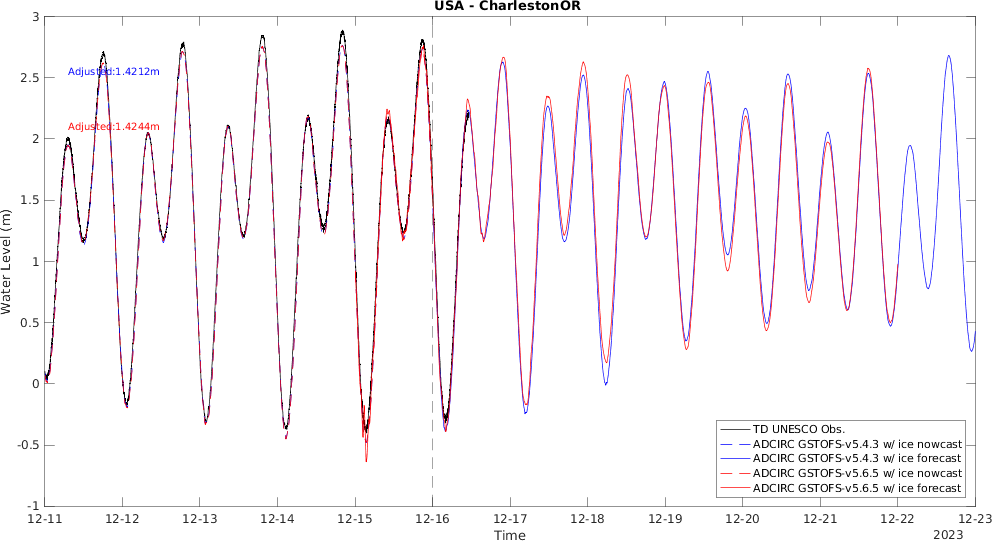 USA - CharlestonOR
3
2.5
2
1.5
1
0.5
0
-0.5
-1
Water Level (m)
Adjusted:1.4212m
Adjusted:1.4244m
TD UNESCO Obs.
ADCIRC GSTOFS-v5.4.3 w/ ice nowcast
ADCIRC GSTOFS-v5.4.3 w/ ice forecast
ADCIRC GSTOFS-v5.6.5 w/ ice nowcast
ADCIRC GSTOFS-v5.6.5 w/ ice forecast
12-11 12-12 12-13 12-14 12-15 12-16 12-17 12-18 12-19 12-20 12-21 12-22 12-23
Time
2023